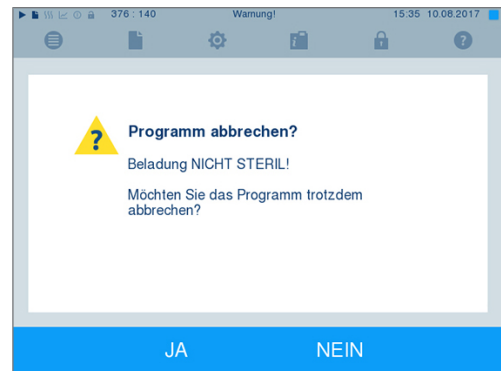 376 : 140 Warnung! 15:35 10.08.2017
Programm abbrechen?
Beladung NICHT STERIL!
Möchten Sie das Programm trotzdem
abbrechen?
JA NEIN